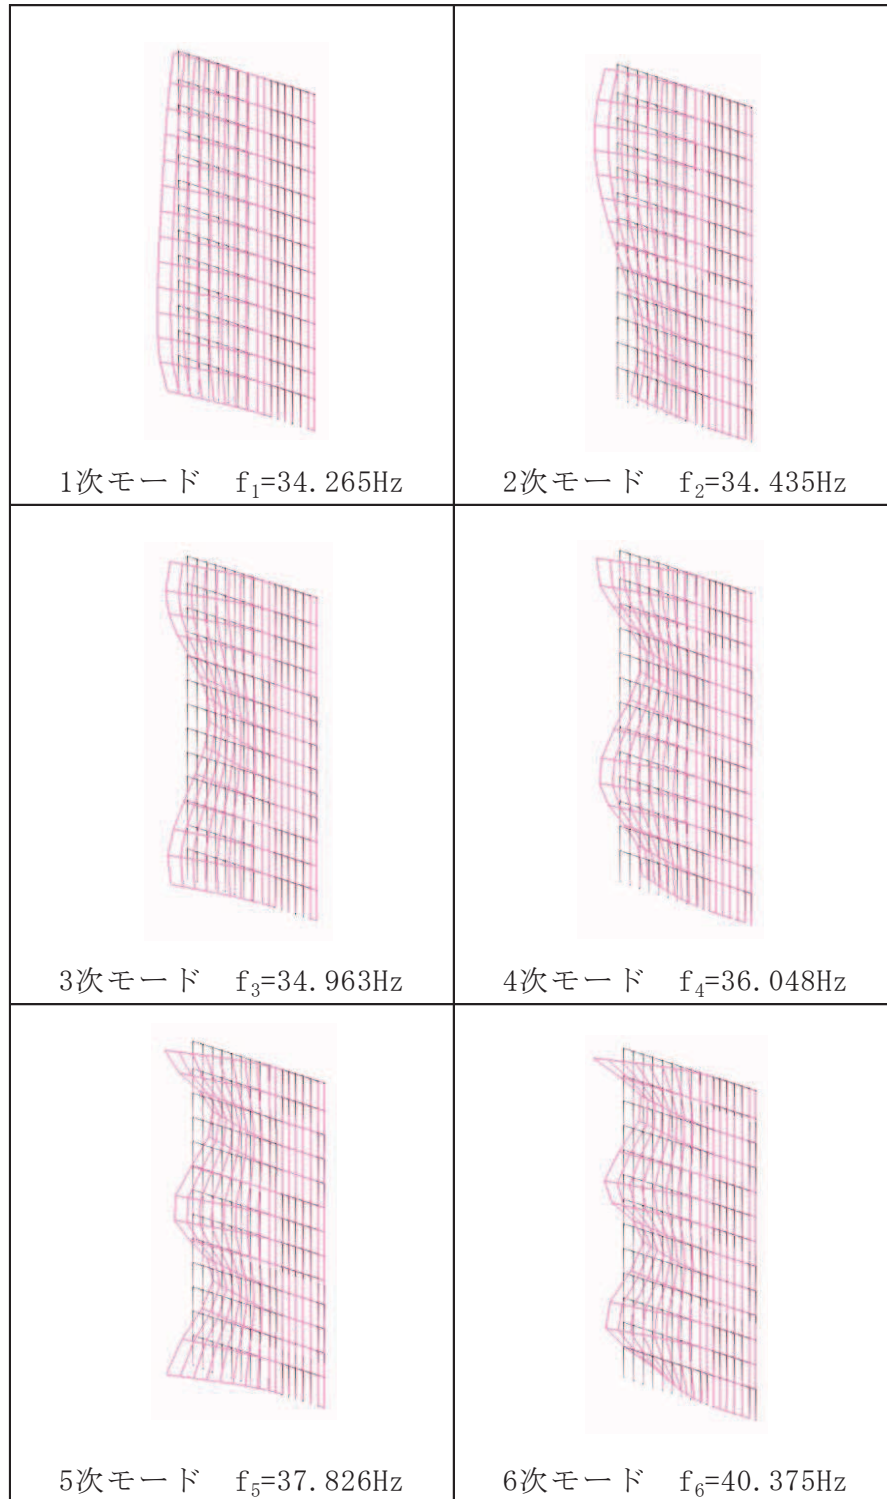 1次モード f₁=34.265Hz
2次モード f₂=34.435Hz
3次モード f₃=34.963Hz
4次モード f₄=36.048Hz
5次モード f₅=37.826Hz
6次モード f₆=40.375Hz